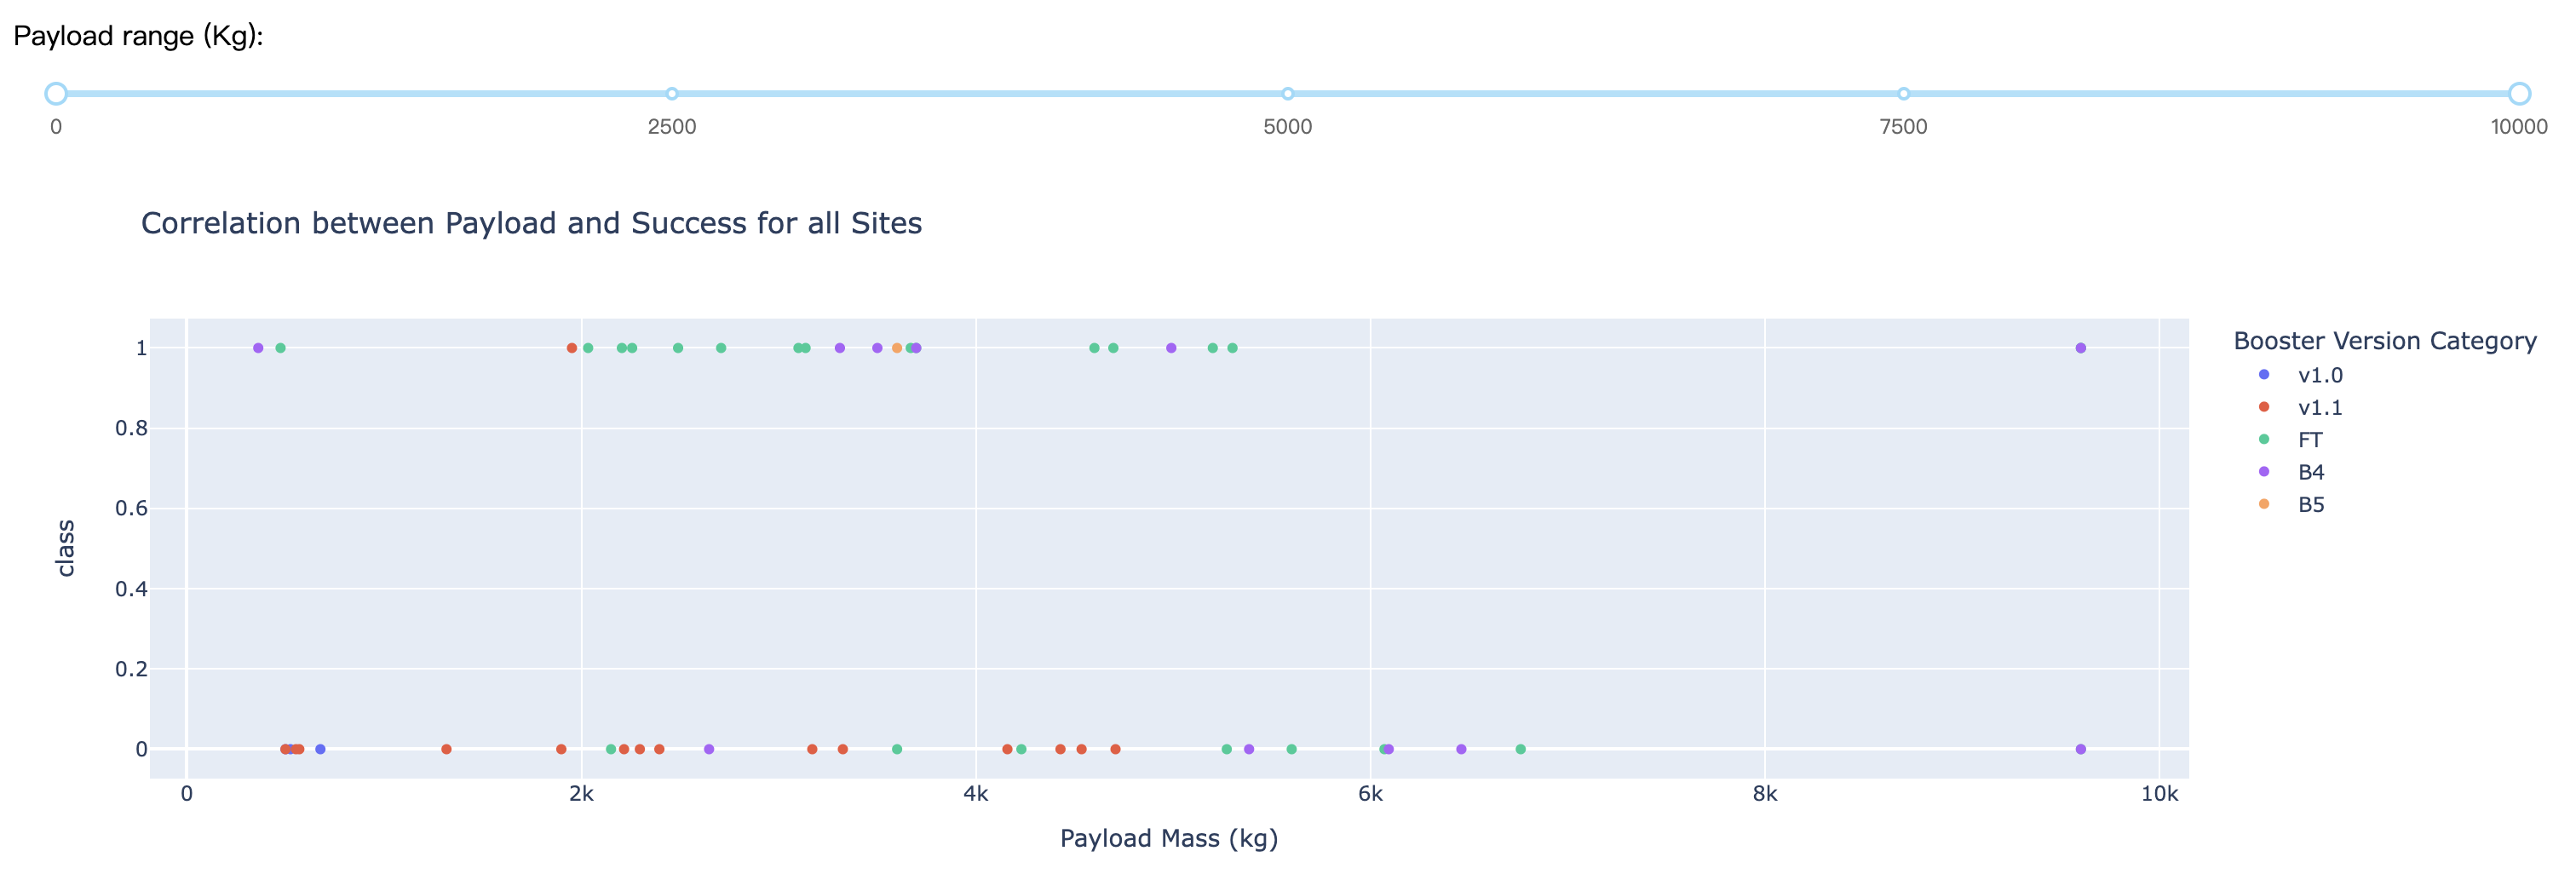 Payload range (Kg):
0 2500 5000 7500 10000
Correlation between Payload and Success for all Sites
1
0.8
0.6
0.4
0.2
0
class
0 2k 4k 6k 8k 10k
Payload Mass (kg)
Booster Version Category
v1.0
v1.1
FT
B4
B5